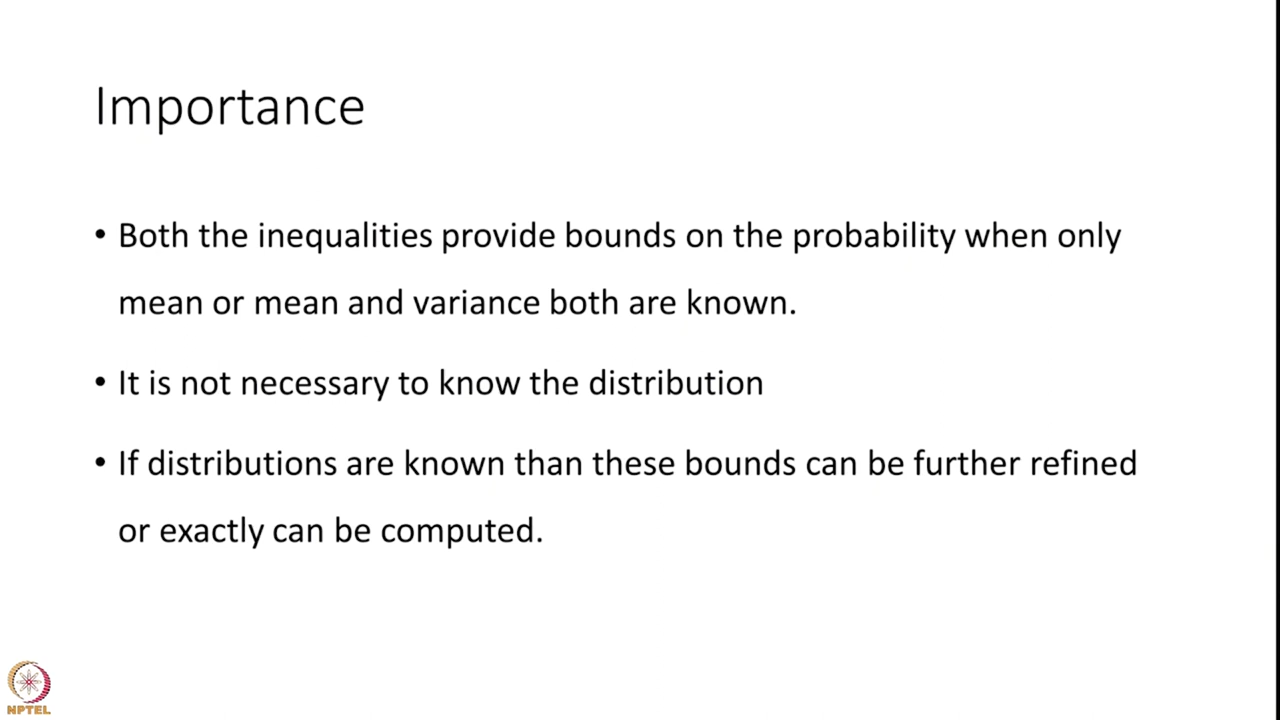 Importance
• Both the inequalities provide bounds on the probability when only
mean or mean and variance both are known.
• It is not necessary to know the distribution
• If distributions are known than these bounds can be further refined
or exactly can be computed.
NPTEL